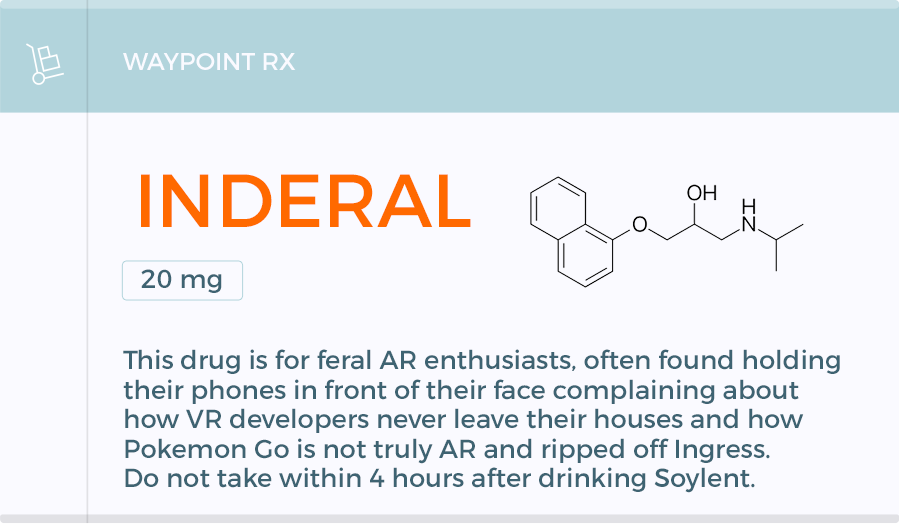 WAYPOINT RX
INDERAL
OH
H
O
N
20 mg
This drug is for feral AR enthusiasts, often found holding
their phones in front of their face complaining about
how VR developers never leave their houses and how
Pokemon Go is not truly AR and ripped off Ingress.
Do not take within 4 hours after drinking Soylent.